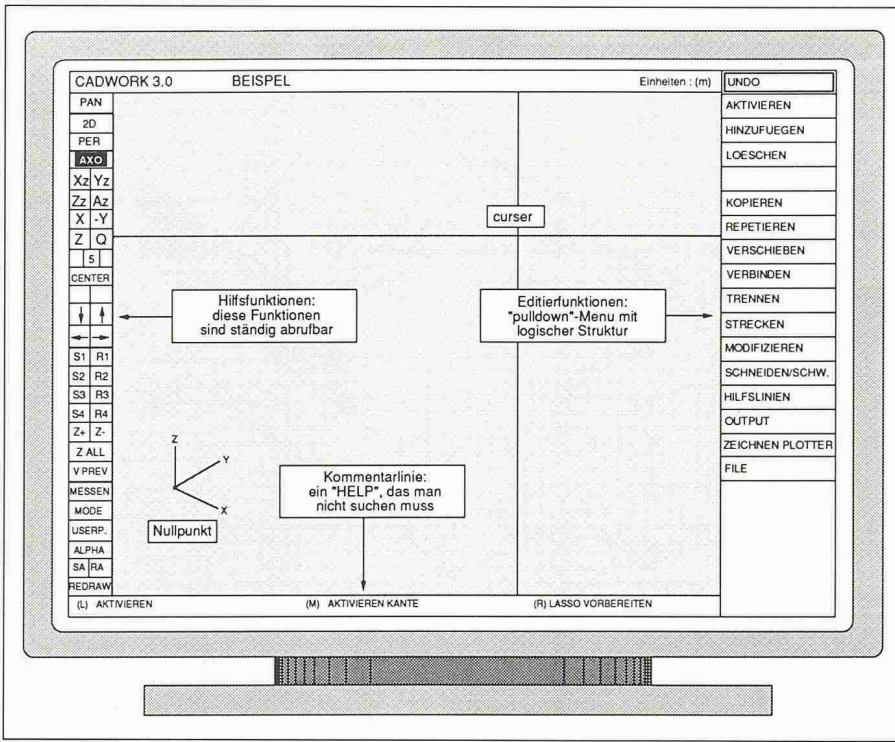 CADWORK 3.0 BEISPEL Einheiten : (m)
PAN
2D
PER
AXO
Xz Yz
Zz Az
X -Y
Z Q
5
CENTER
S1 R1
S2 R2
S3 R3
S4 R4
Z+ Z-
Z ALL
V PREV
MESSEN
MODE
USERP.
ALPHA
SA RA
REDRAW
curser
Hilfsfunktionen:
diese Funktionen
sind ständig abrufbar
Editierfunktionen:
"pulldown"-Menu mit
logischer Struktur
Z
Y
X
Nullpunkt
Kommentarlinie:
ein "HELP", das man
nicht suchen muss
(L) AKTIVIEREN (M) AKTIVIEREN KANTE (R) LASSO VORBEREITEN
UNDO
AKTIVIEREN
HINZUFUEGEN
LOESCHEN
KOPIEREN
REPETIEREN
VERSCHIEBEN
VERBINDEN
TRENNEN
STRECKEN
MODIFIZIEREN
SCHNEIDEN/SCHW.
HILFSLINIEN
OUTPUT
ZEICHNEN PLOTTER
FILE